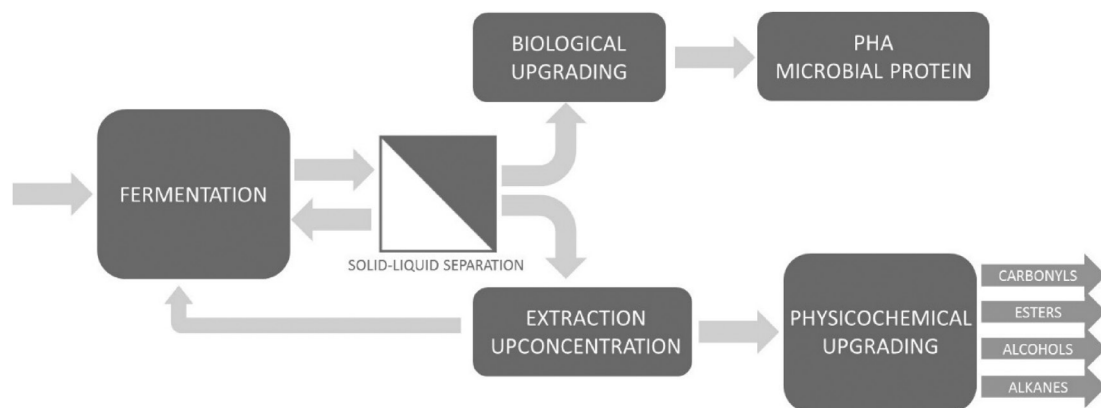 BIOLOGICAL
UPGRADING
PHA
MICROBIAL PROTEIN
FERMENTATION
SOLID-LIQUID SEPARATION
EXTRACTION
UPCONCENTRATION
PHYSICOCHEMICAL
UPGRADING
CARBONYLS
ESTERS
ALCOHOLS
ALKANES